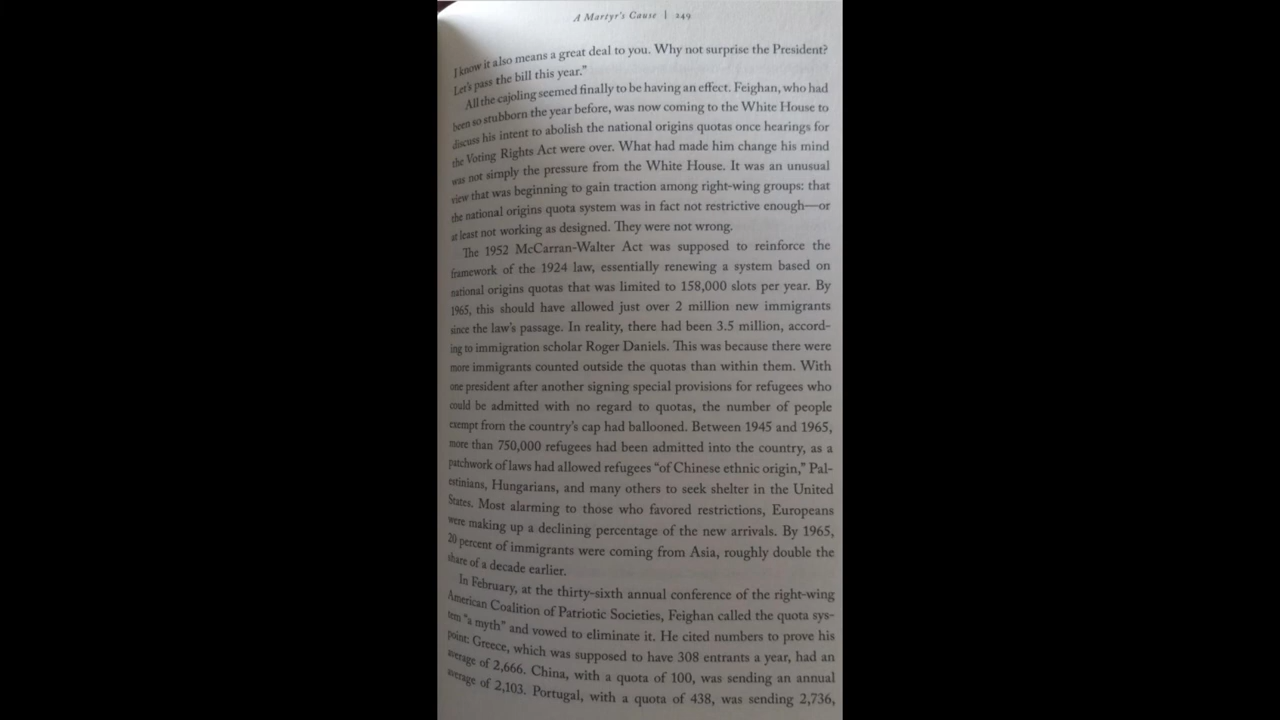 A Martyr's Cause | 249
I know it also means a great deal to you. Why not surprise the President?
Let's pass the bill this year."
All the cajoling seemed finally to be having an effect. Feighan, who had
been so stubborn the year before, was now coming to the White House to
discuss his intent to abolish the national origins quotas once hearings for
the Voting Rights Act were over. What had made him change his mind
was not simply the pressure from the White House. It was an unusual
view that was beginning to gain traction among right-wing groups: that
the national origins quota system was in fact not restrictive enough—or
at least not working as designed. They were not wrong.
The 1952 McCarran-Walter Act was supposed to reinforce the
framework of the 1924 law, essentially renewing a system based on
national origins quotas that was limited to 158,000 slots per year. By
1965, this should have allowed just over 2 million new immigrants
since the law's passage. In reality, there had been 3.5 million, accord-
ing to immigration scholar Roger Daniels. This was because there were
more immigrants counted outside the quotas than within them. With
one president after another signing special provisions for refugees who
could be admitted with no regard to quotas, the number of people
exempt from the country's cap had ballooned. Between 1945 and 1965,
more than 750,000 refugees had been admitted into the country, as a
patchwork of laws had allowed refugees "of Chinese ethnic origin," Pal-
estinians, Hungarians, and many others to seek shelter in the United
States. Most alarming to those who favored restrictions, Europeans
were making up a declining percentage of the new arrivals. By 1965,
20 percent of immigrants were coming from Asia, roughly double the
share of a decade earlier.
In February, at the thirty-sixth annual conference of the right-wing
American Coalition of Patriotic Societies, Feighan called the quota sys-
tem "a myth" and vowed to eliminate it. He cited numbers to prove his
point: Greece, which was supposed to have 308 entrants a year, had an
average of 2,666. China, with a quota of 100, was sending an annual
average of 2,103. Portugal, with a quota of 438, was sending 2,736,